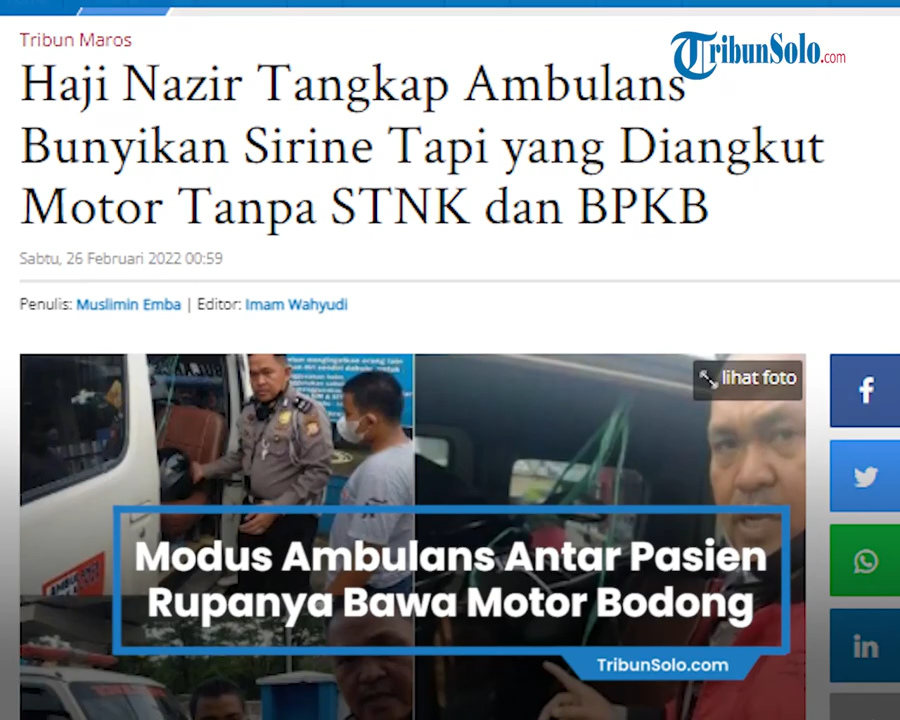 Tribun Maros
TribunSolo.com
Haji Nazir Tangkap Ambulans
Bunyikan Sirine Tapi yang Diangkut
Motor Tanpa STNK dan BPKB
Sabtu, 26 Februari 2022 00:59
Penulis: Muslimin Emba | Editor: Imam Wahyudi
lihat foto
Modus Ambulans Antar Pasien
Rupanya Bawa Motor Bodong
TribunSolo.com